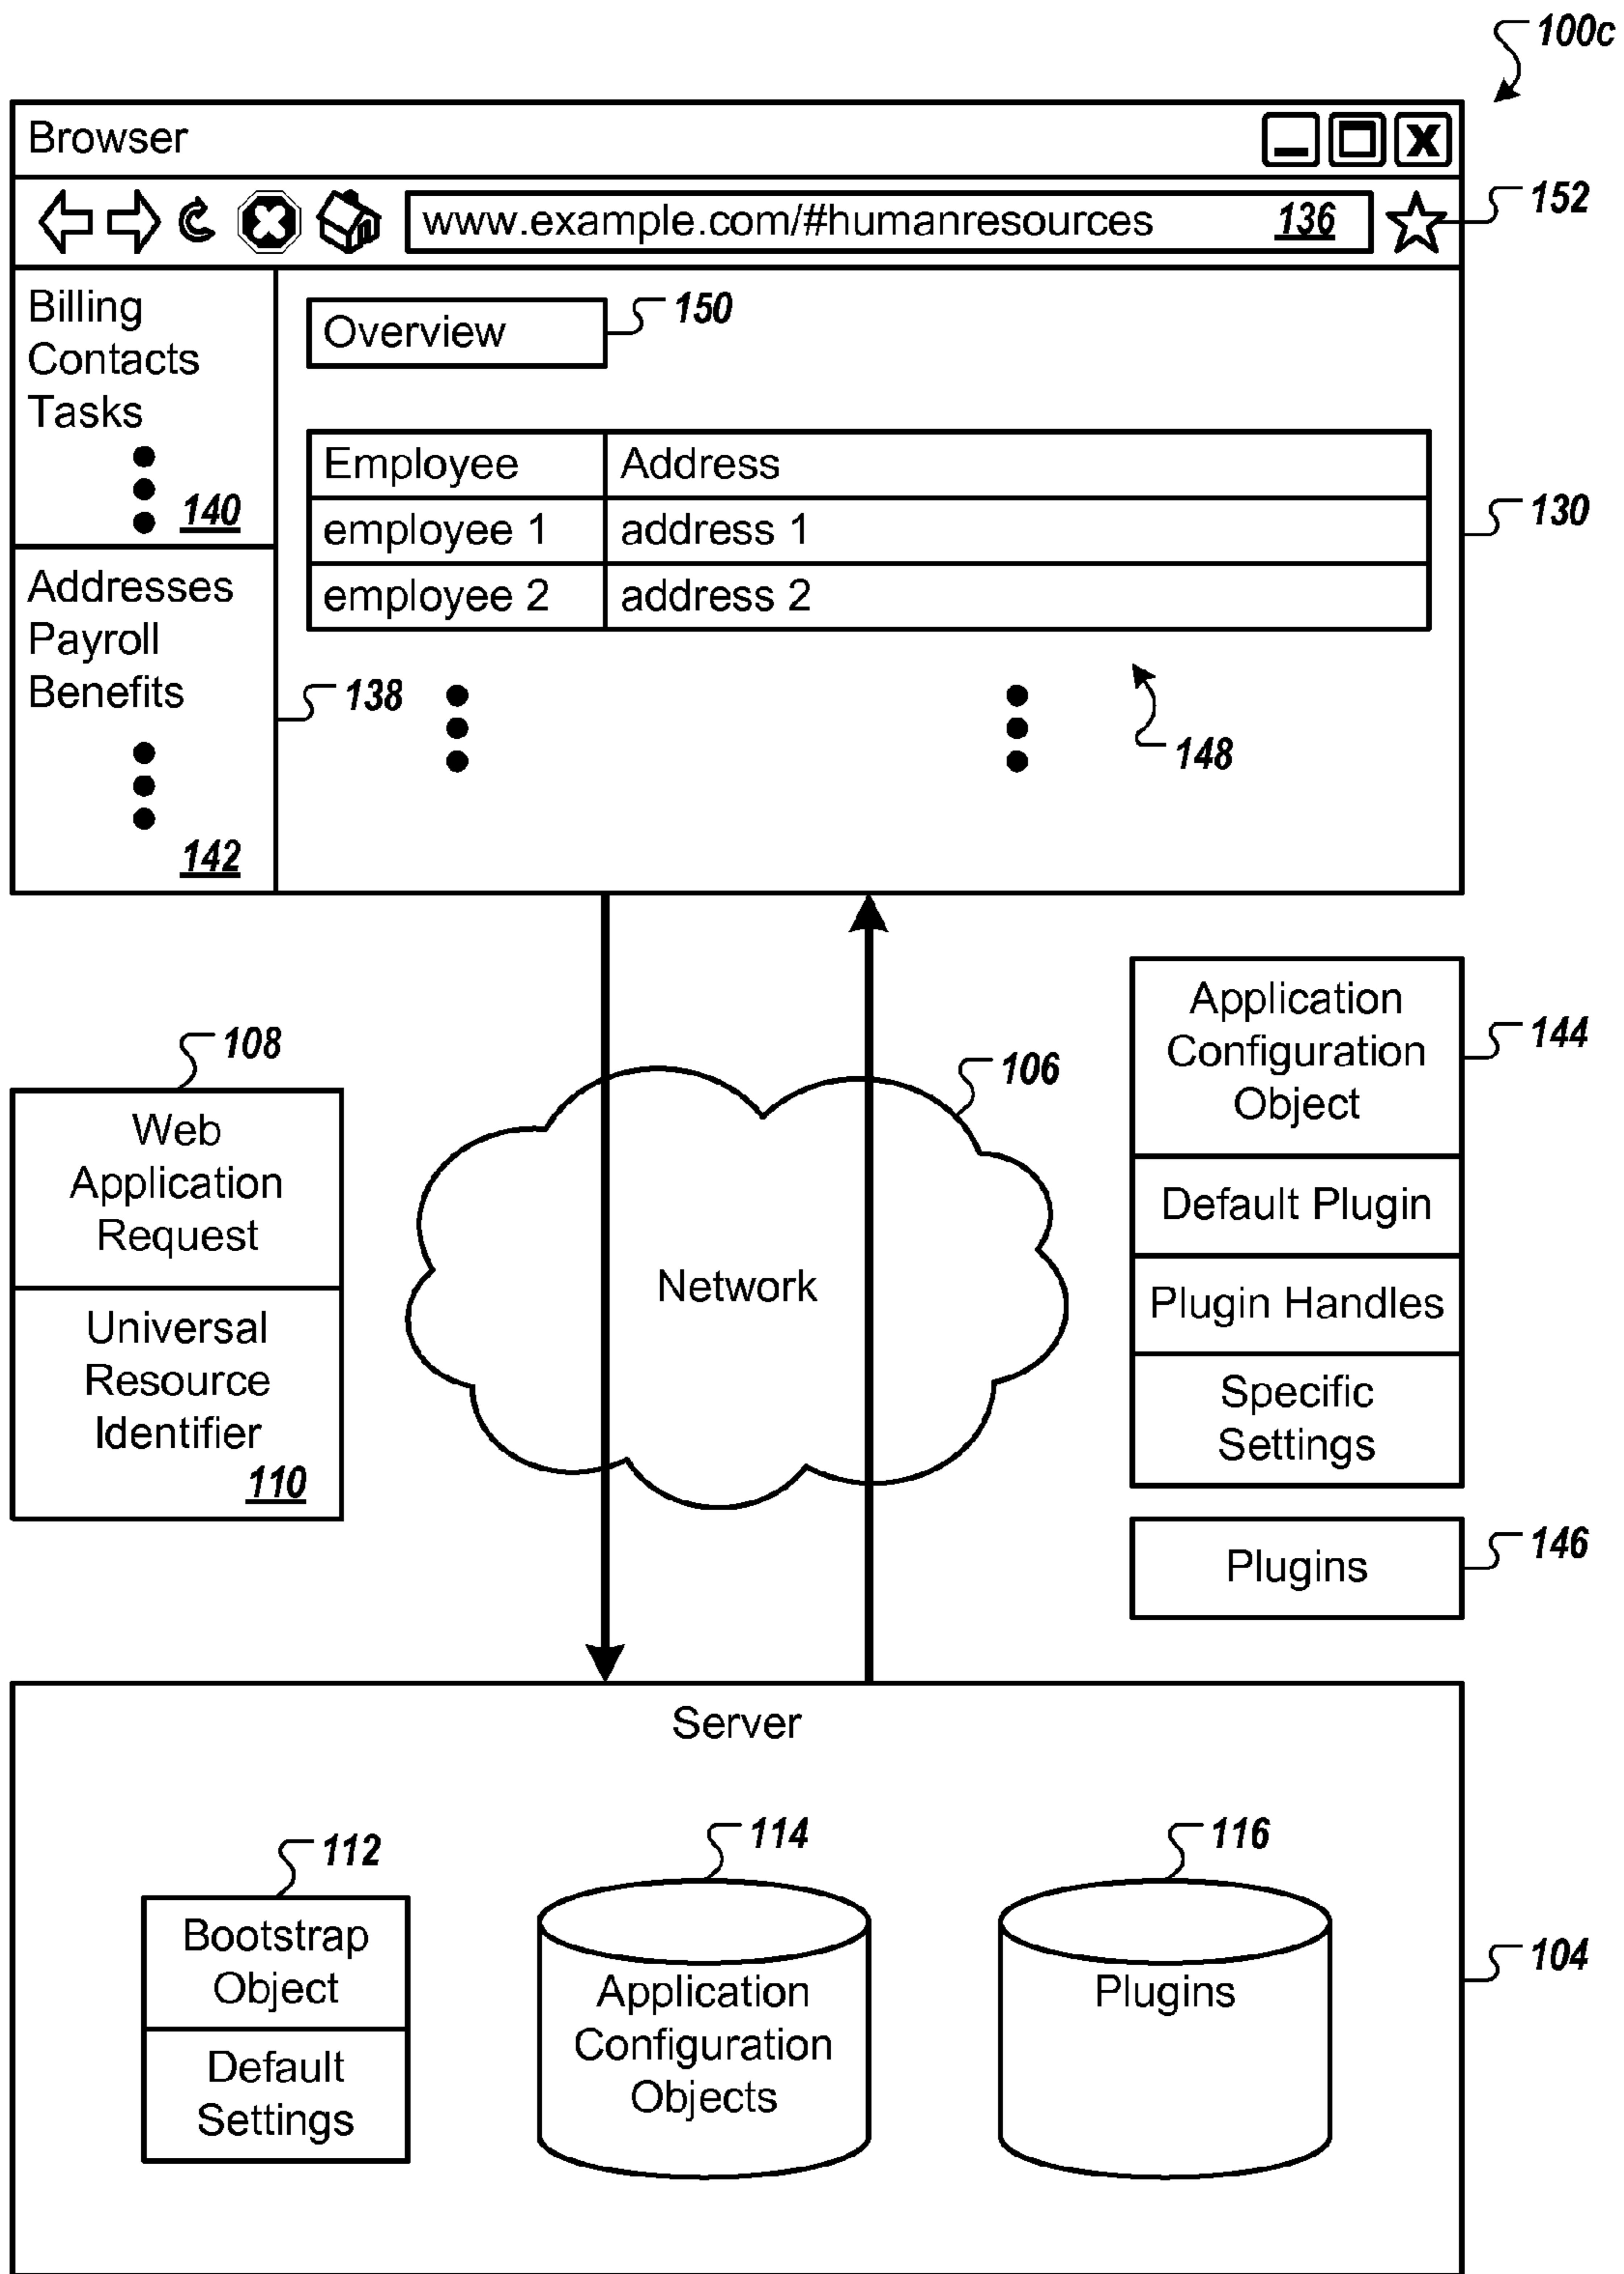 100c
Browser
X
www.example.com/#humanresources 136
152
Billing
Contacts
Tasks
140
Overview
150
Employee Address
employee 1 address 1
employee 2 address 2
130
Addresses
Payroll
Benefits
142
138
148
108
Web
Application
Request
Universal
Resource
Identifier
110
106
Network
Application
Configuration
Object
144
Default Plugin
Plugin Handles
Specific
Settings
Plugins
146
Server
112
Bootstrap
Object
Default
Settings
114
Application
Configuration
Objects
116
Plugins
104